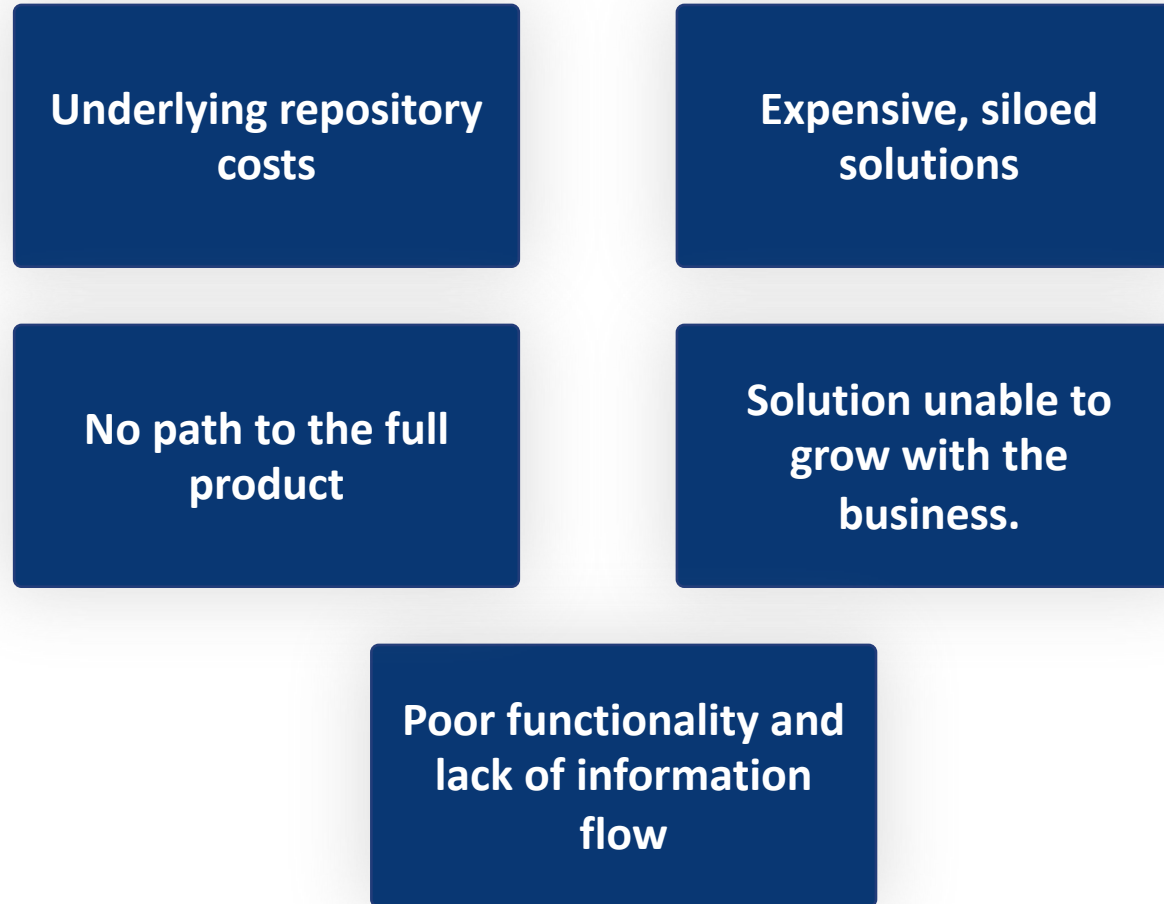 Underlying repository
costs
Expensive, siloed
solutions
No path to the full
product
Solution unable to
grow with the
business.
Poor functionality and
lack of information
flow